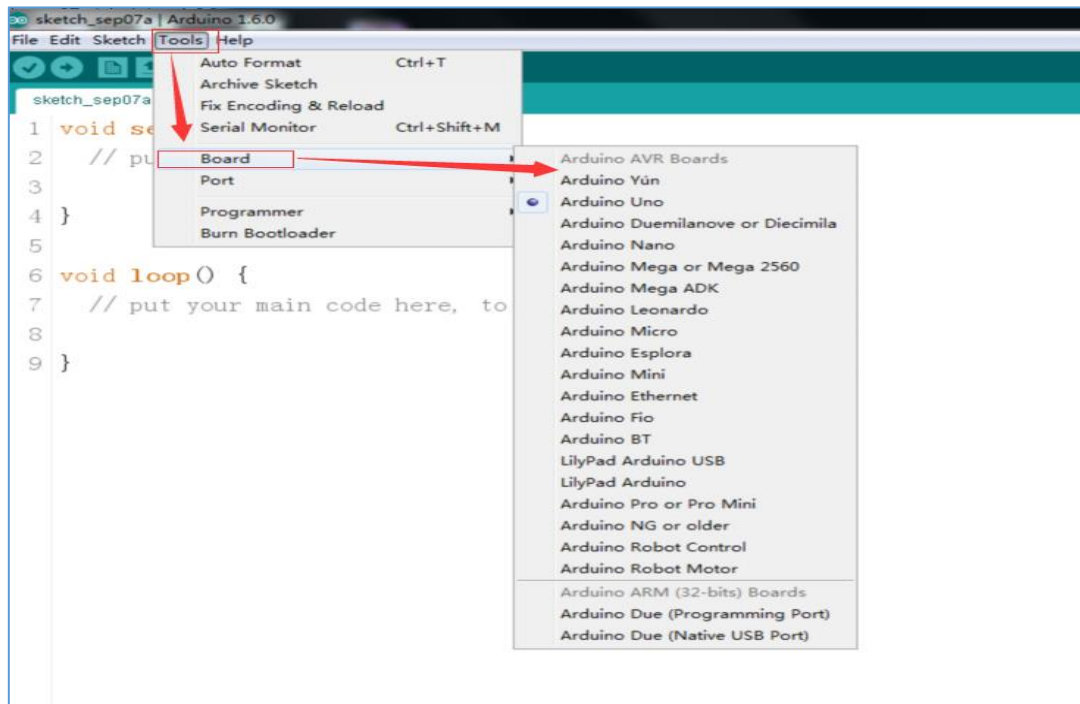 sketch_sep07a | Arduino 1.6.0
File Edit Sketch Tools Help
Auto Format Ctrl+T
Archive Sketch
Fix Encoding & Reload
Serial Monitor Ctrl+Shift+M
Board
Port
Programmer
Burn Bootloader
Arduino AVR Boards
Arduino Yún
Arduino Uno
Arduino Duemilanove or Diecimila
Arduino Nano
Arduino Mega or Mega 2560
Arduino Mega ADK
Arduino Leonardo
Arduino Micro
Arduino Esplora
Arduino Mini
Arduino Ethernet
Arduino Fio
Arduino BT
LilyPad Arduino USB
LilyPad Arduino
Arduino Pro or Pro Mini
Arduino NG or older
Arduino Robot Control
Arduino Robot Motor
Arduino ARM (32-bits) Boards
Arduino Due (Programming Port)
Arduino Due (Native USB Port)
sketch_sep07a
1 void se
2 // pu
3
4 }
5
6 void loop() {
7 // put your main code here, to
8
9 }